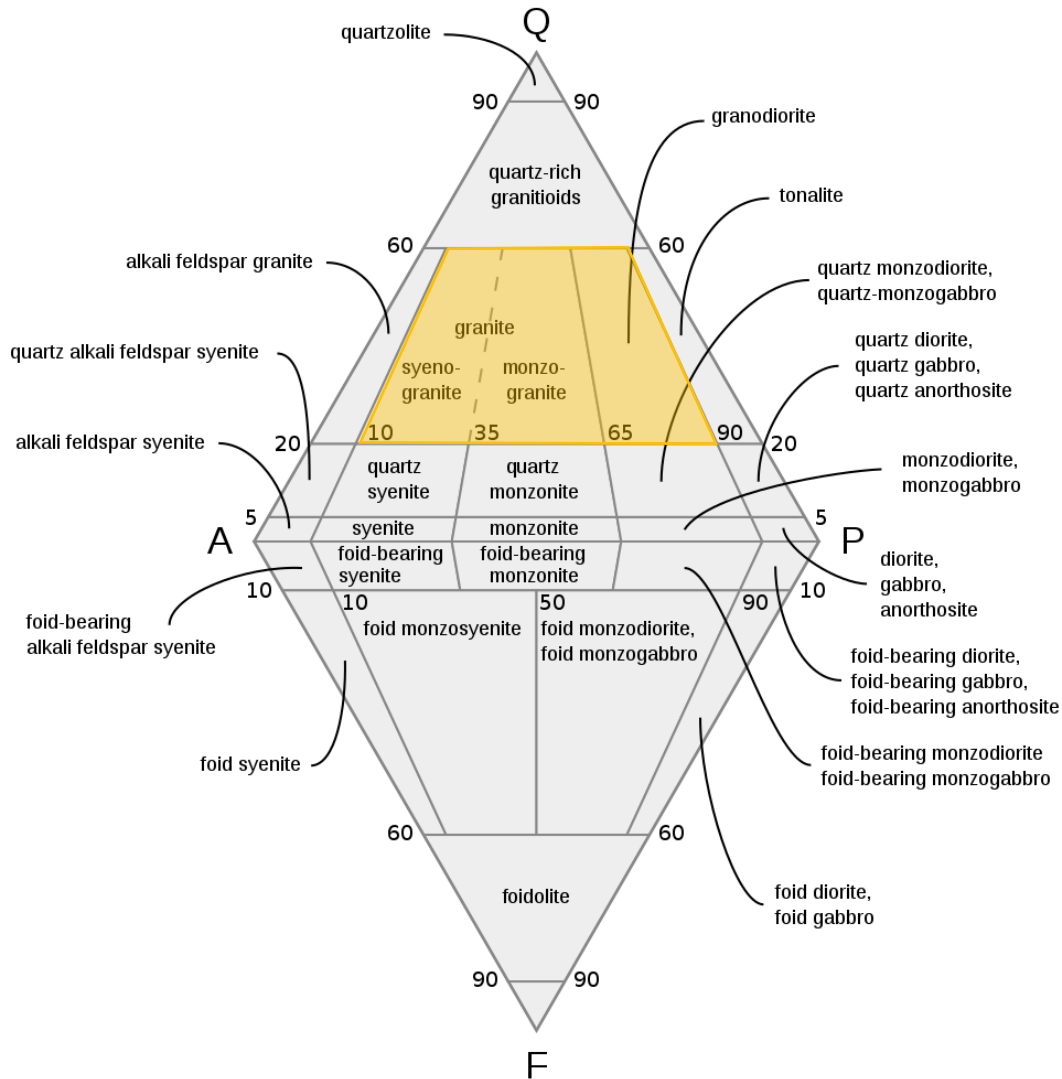 Q
quartzolite
90
90
granodiorite
quartz-rich
granitioids
tonalite
60
60
alkali feldspar granite
quartz monzodiorite,
quartz-monzogabbro
granite
quartz alkali feldspar syenite
quartz diorite,
quartz gabbro,
quartz anorthosite
syeno-
granite
monzo-
granite
20
10
35
65
90
20
alkali feldspar syenite
quartz
syenite
quartz
monzonite
monzodiorite,
monzogabbro
5
syenite
monzonite
5
A
P
foid-bearing
syenite
foid-bearing
monzonite
diorite,
gabbro,
anorthosite
10
10
50
90
10
foid-bearing
alkali feldspar syenite
foid monzosyenite
foid monzodiorite,
foid monzogabbro
foid-bearing diorite,
foid-bearing gabbro,
foid-bearing anorthosite
foid syenite
foid-bearing monzodiorite
foid-bearing monzogabbro
60
60
foidolite
foid diorite,
foid gabbro
90
90
F